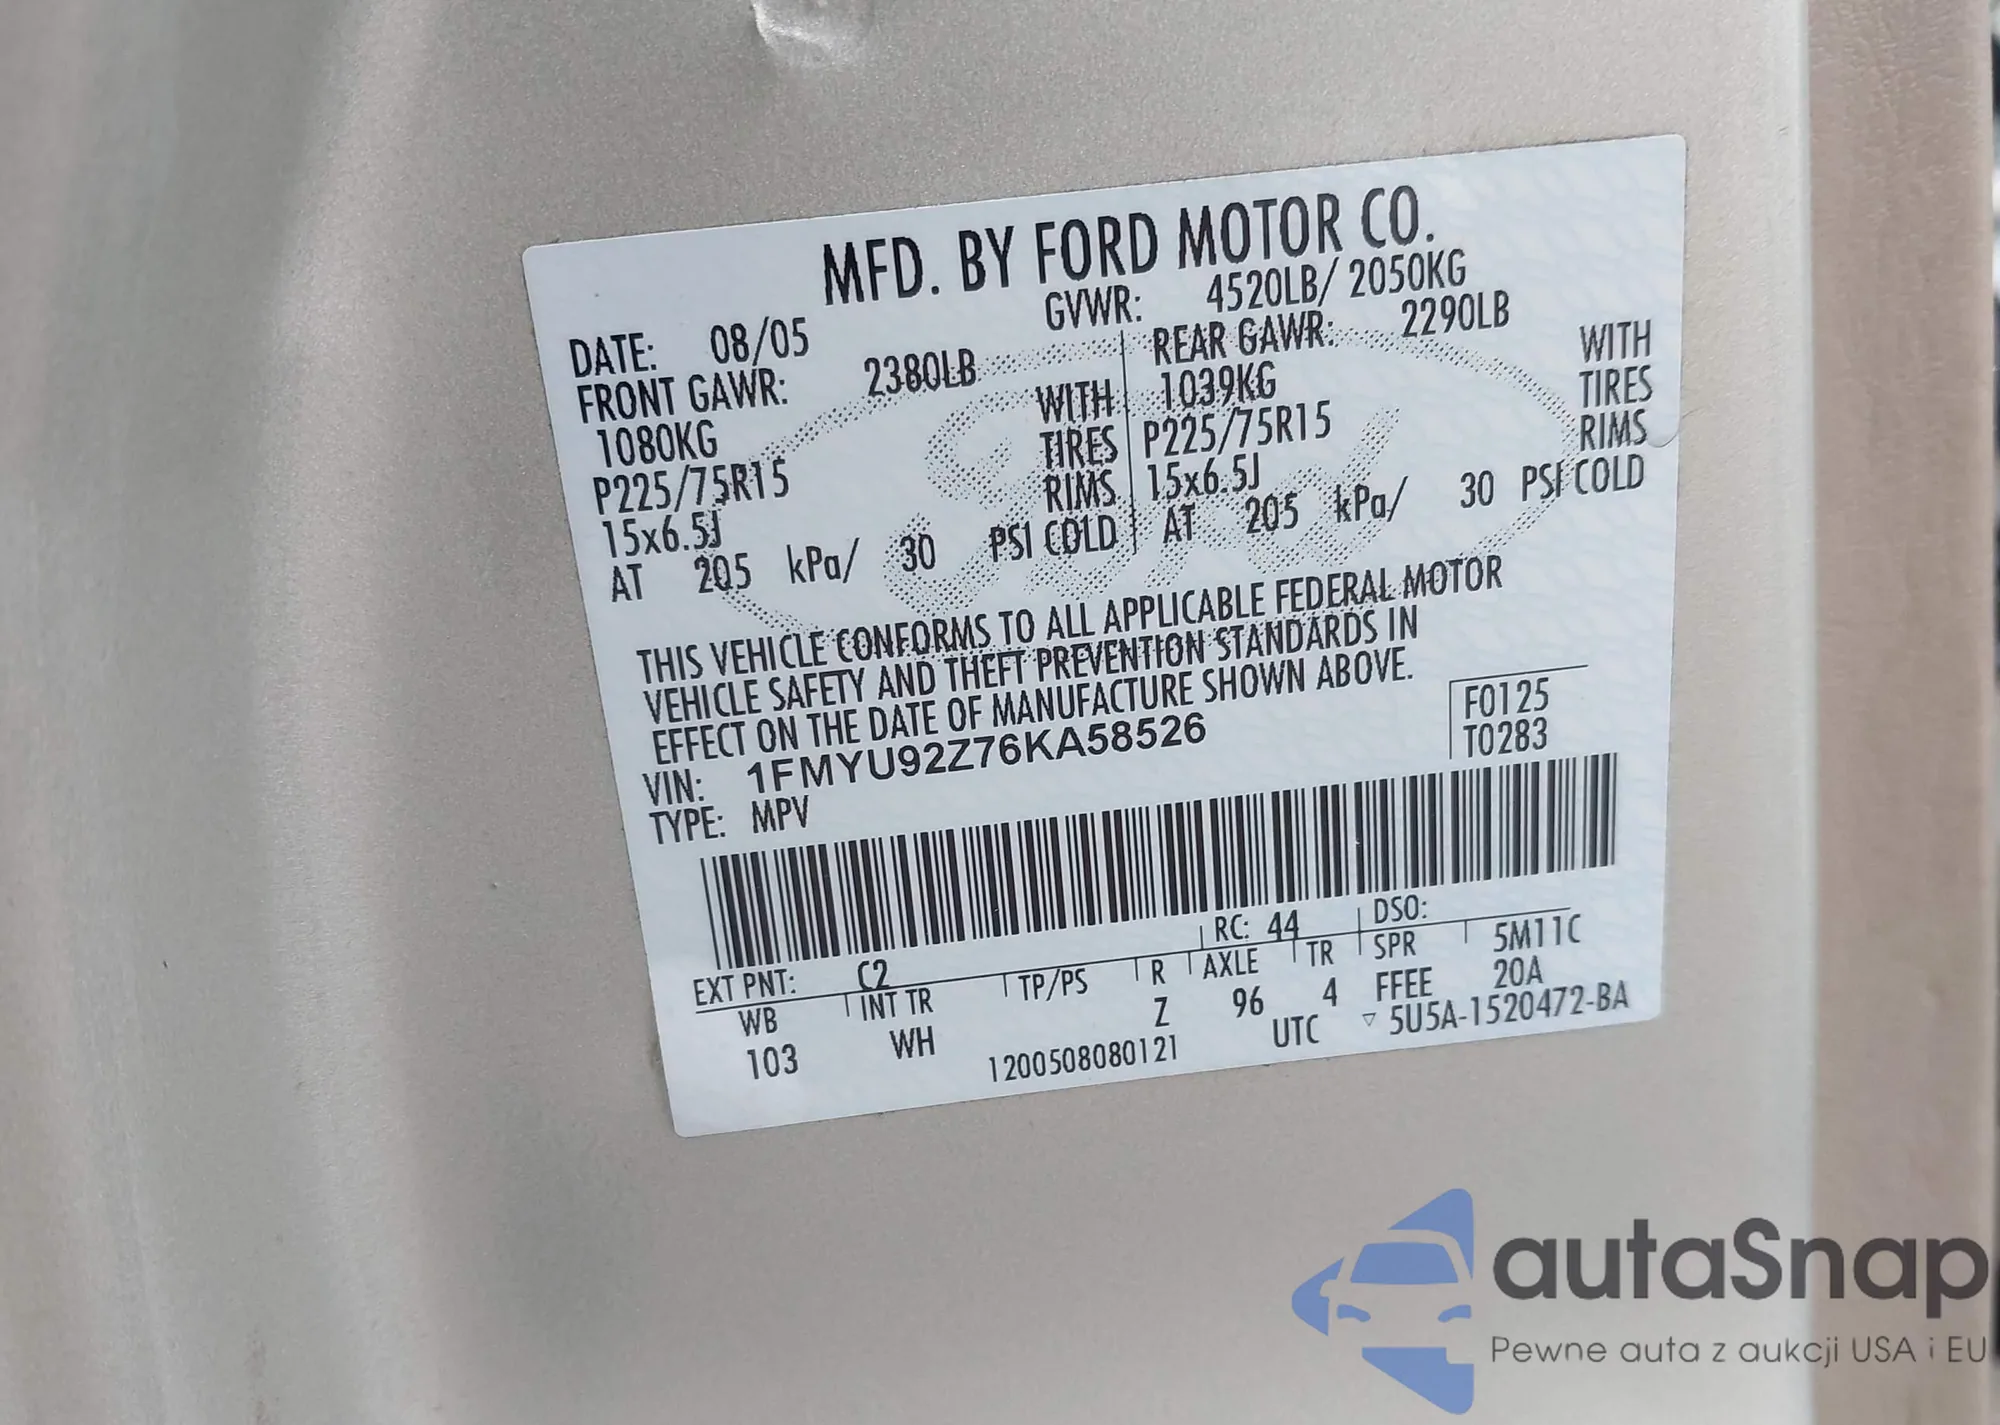 MFD. BY FORD MOTOR CO.
DATE: 08/05 GVWR: 4520LB/ 2050KG
FRONT GAWR: 2380LB REAR GAWR: 2290LB
1080KG WITH 1039KG WITH
P225/75R15 TIRES P225/75R15 TIRES
15x6.5J RIMS 15x6.5J RIMS
AT 205 kPa/ 30 PSI COLD AT 205 kPa/ 30 PSI COLD
THIS VEHICLE CONFORMS TO ALL APPLICABLE FEDERAL MOTOR
VEHICLE SAFETY AND THEFT PREVENTION STANDARDS IN
EFFECT ON THE DATE OF MANUFACTURE SHOWN ABOVE.
VIN: 1FMYU92Z76KA58526 F0125
TYPE: MPV T0283
EXT PNT: C2 RC: 44 DSO:
WB INT TR TP/PS R AXLE TR SPR 5M11C
103 WH Z 96 4 FFEE 20A
1200508080121 UTC ▽ 5U5A-1520472-BA
autaSnap
Pewne auta z aukcji USA i EU